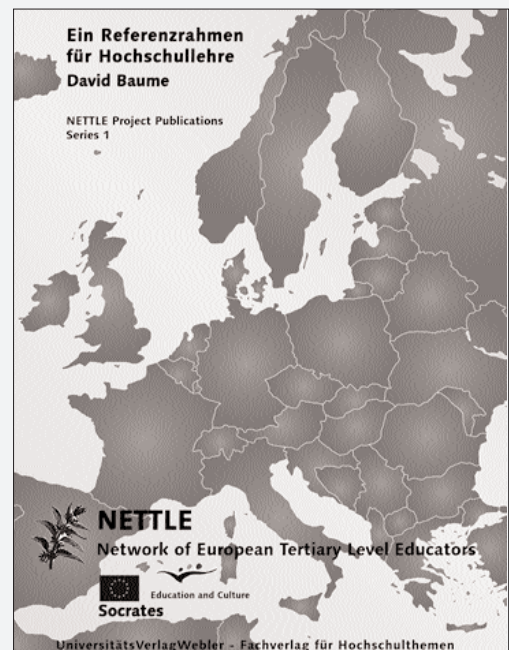 Ein Referenzrahmen
für Hochschullehre
David Baume
NETTLE Project Publications
Series 1
NETTLE
Network of European Tertiary Level Educators
Education and Culture
Socrates
UniversitätsVerlagWebler - Fachverlag für Hochschulthemen